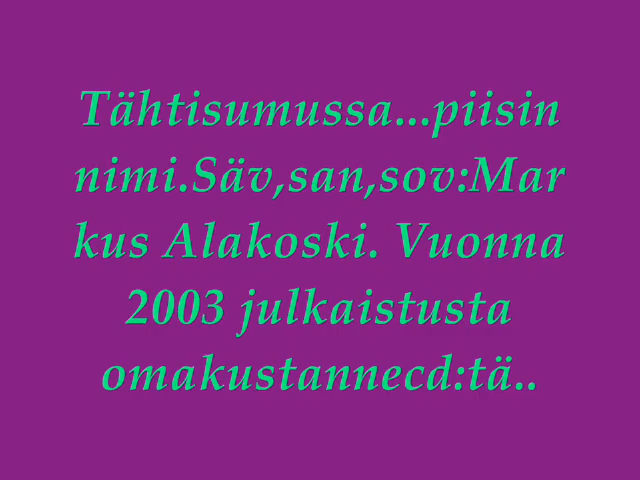 Tähtisumussa...piisin
nimi.Säv,san,sov:Mar
kus Alakoski. Vuonna
2003 julkaistusta
omakustannecd:tä..